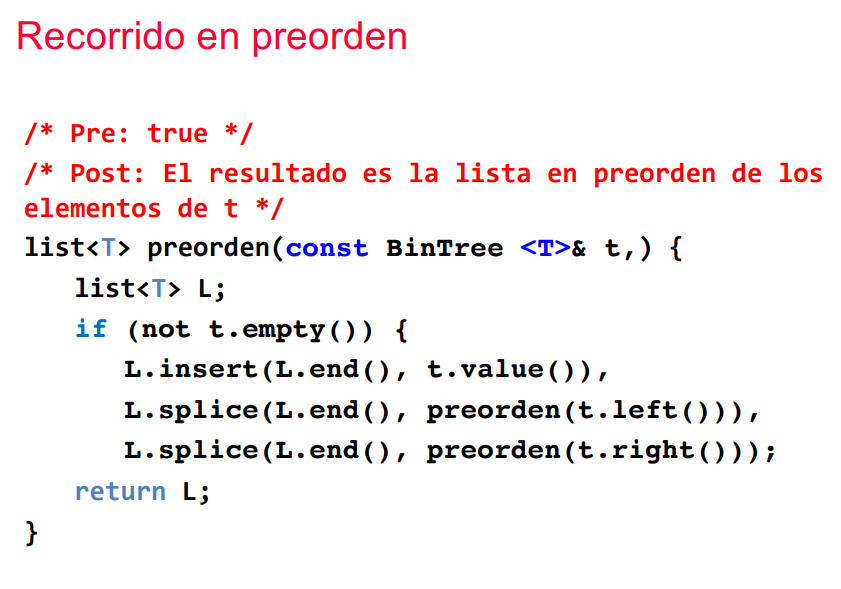 Recorrido en preorden
/* Pre: true */
/* Post: El resultado es la lista en preorden de los
elementos de t */
list<T> preorden(const BinTree <T>& t,) {
list<T> L;
if (not t.empty()) {
L.insert(L.end(), t.value()),
L.splice(L.end(), preorden(t.left())),
L.splice(L.end(), preorden(t.right()));
return L;
}